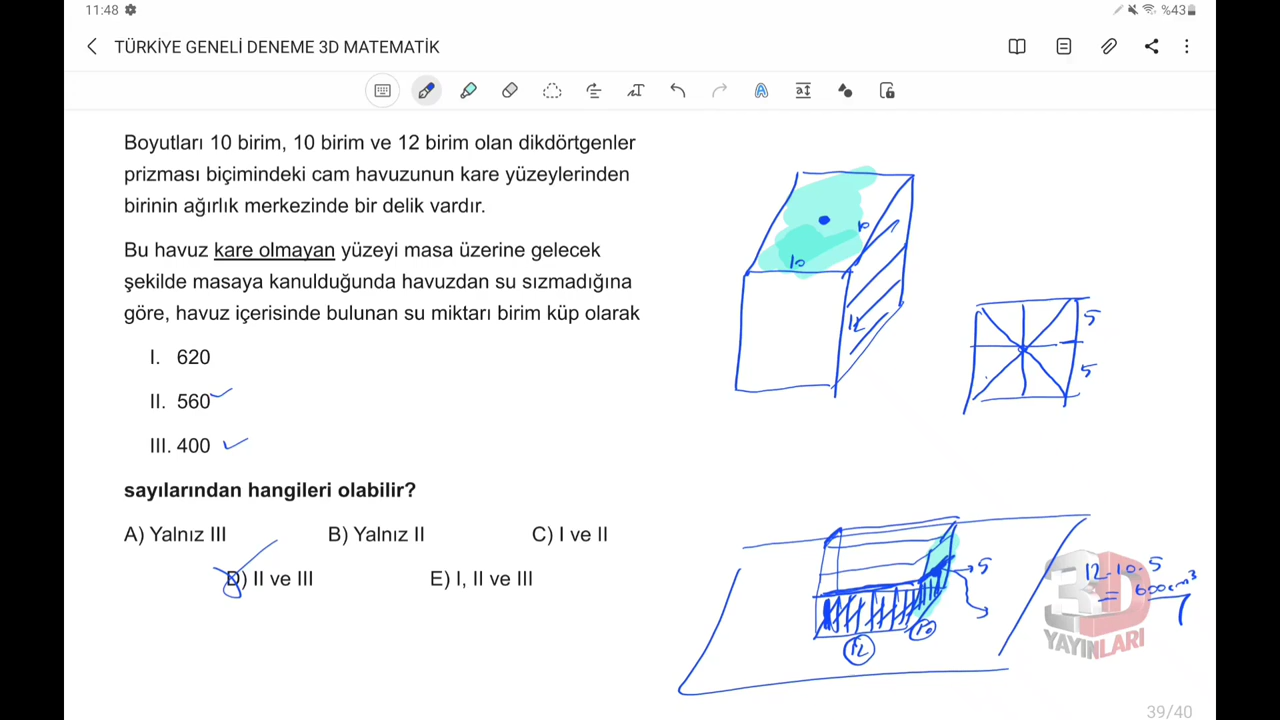 11:48
%43
TÜRKİYE GENELİ DENEME 3D MATEMATİK
Boyutları 10 birim, 10 birim ve 12 birim olan dikdörtgenler
prizması biçimindeki cam havuzunun kare yüzeylerinden
birinin ağırlık merkezinde bir delik vardır.
Bu havuz kare olmayan yüzeyi masa üzerine gelecek
şekilde masaya kanulduğunda havuzdan su sızmadığına
göre, havuz içerisinde bulunan su miktarı birim küp olarak
I. 620
II. 560
III. 400
sayılarından hangileri olabilir?
A) Yalnız III B) Yalnız II C) I ve II
D) II ve III E) I, II ve III
10
10
12
5
5
5
12
10
12.10.5
= 600cm³
3D
YAYINLARI
39/40